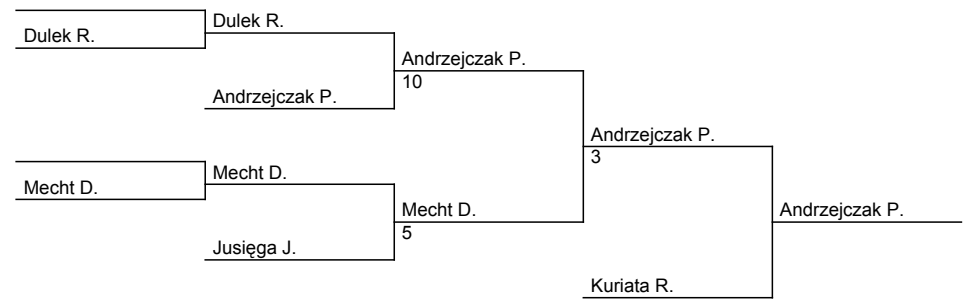 Dulek R.
Dulek R.
Andrzejczak P.
10
Andrzejczak P.
Andrzejczak P.
3
Mecht D.
Mecht D.
Mecht D.
5
Andrzejczak P.
Jusięga J.
Kuriata R.